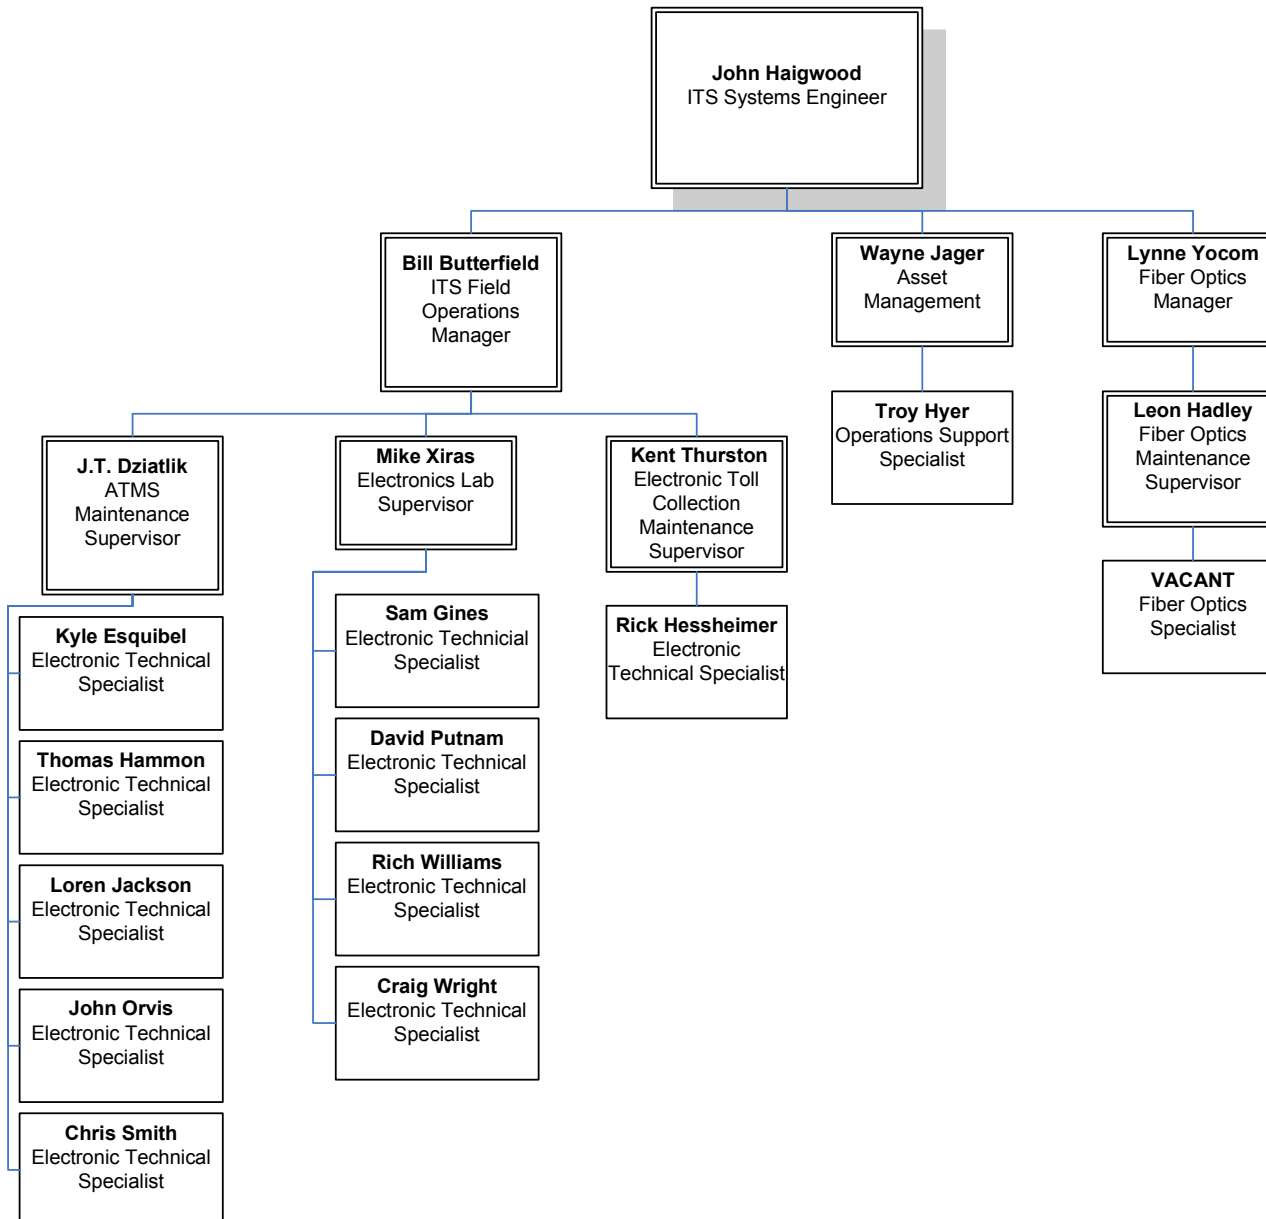 John Haigwood
ITS Systems Engineer
Bill Butterfield
ITS Field
Operations
Manager
Wayne Jager
Asset
Management
Lynne Yocom
Fiber Optics
Manager
Troy Hyer
Operations Support
Specialist
Leon Hadley
Fiber Optics
Maintenance
Supervisor
VACANT
Fiber Optics
Specialist
J.T. Dziatlik
ATMS
Maintenance
Supervisor
Mike Xiras
Electronics Lab
Supervisor
Kent Thurston
Electronic Toll
Collection
Maintenance
Supervisor
Kyle Esquibel
Electronic Technical
Specialist
Thomas Hammon
Electronic Technical
Specialist
Loren Jackson
Electronic Technical
Specialist
John Orvis
Electronic Technical
Specialist
Chris Smith
Electronic Technical
Specialist
Sam Gines
Electronic Technicial
Specialist
David Putnam
Electronic Technical
Specialist
Rich Williams
Electronic Technical
Specialist
Craig Wright
Electronic Technical
Specialist
Rick Hessheimer
Electronic
Technical Specialist